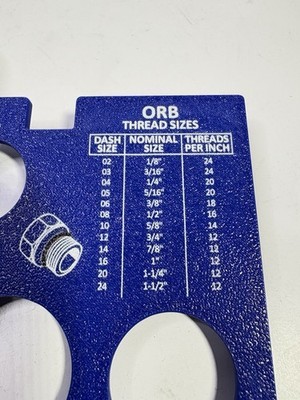 ORB
THREAD SIZES
DASH SIZE NOMINAL SIZE THREADS PER INCH
02 1/8" 24
03 3/16" 24
04 1/4" 20
05 5/16" 20
06 3/8" 18
08 1/2" 16
10 5/8" 14
12 3/4" 12
14 7/8" 12
16 1" 12
20 1-1/4" 12
24 1-1/2" 12